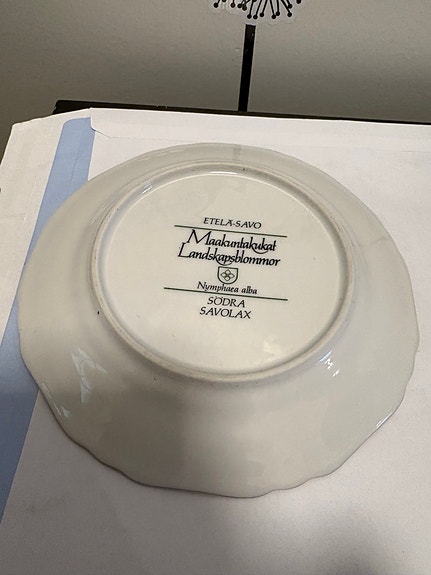 ETELÄ-SAVO
Maakuntakukat
Landskapsblommor
Nymphaea alba
SÖDRA
SAVOLAX